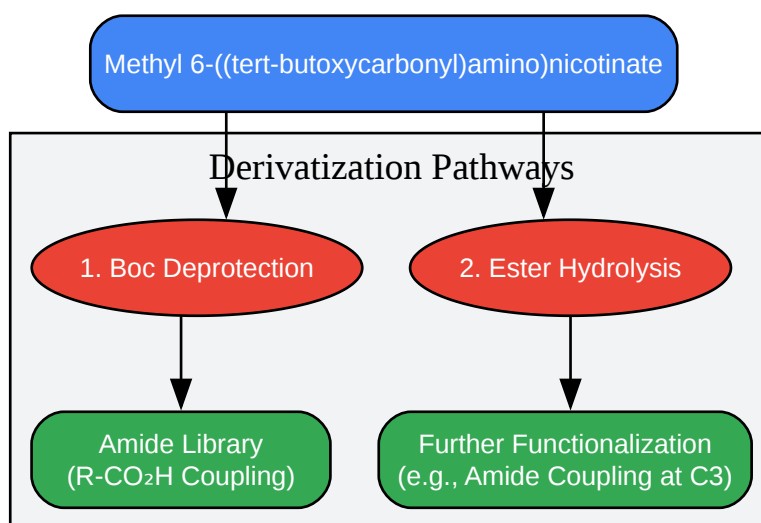 Methyl 6-((tert-butoxycarbonyl)amino)nicotinate
Derivatization Pathways
1. Boc Deprotection
2. Ester Hydrolysis
Amide Library
(R-CO₂H Coupling)
Further Functionalization
(e.g., Amide Coupling at C3)